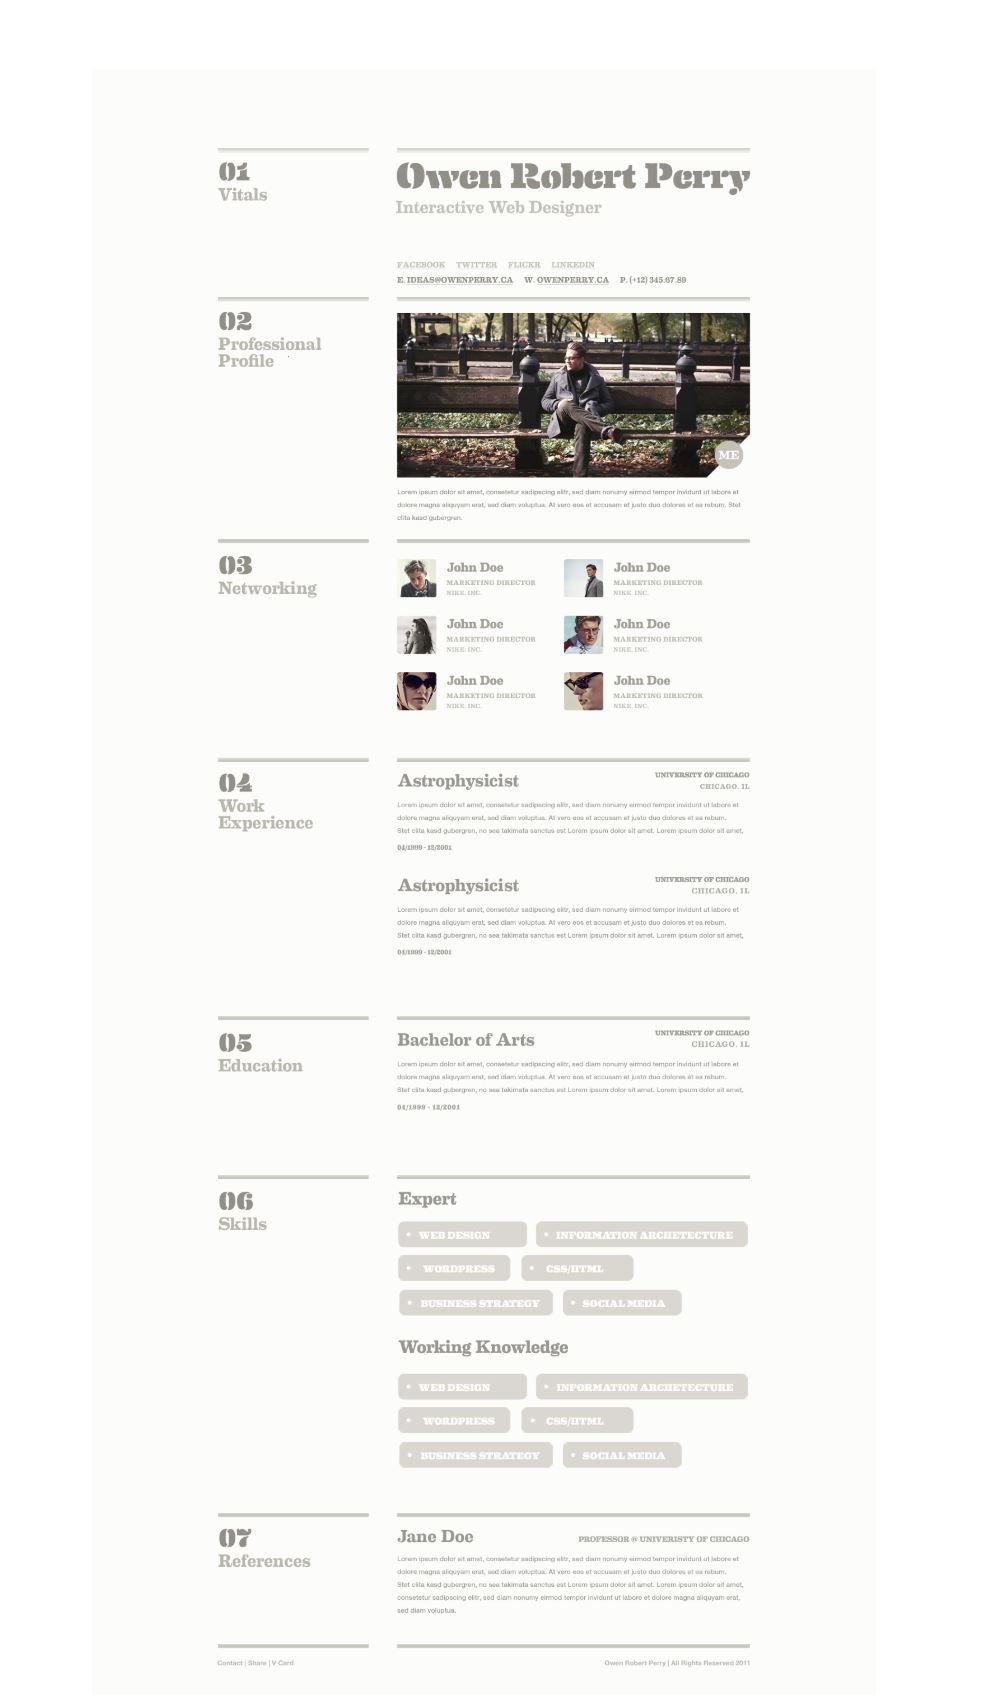 01
Vitals
Owen Robert Perry
Interactive Web Designer
FACEBOOK TWITTER FLICKR LINKEDIN
E. IDEAS@OWENPERRY.CA W. OWENPERRY.CA P. (+12) 345.67.89
02
Professional
Profile
ME
Lorem ipsum dolor sit amet, consetetur sadipscing elitr, sed diam nonumy eirmod tempor invidunt ut labore et
dolore magna aliquyam erat, sed diam voluptua. At vero eos et accusam et justo duo dolores et ea rebum. Stet
clita kasd gubergren.
03
Networking
John Doe
MARKETING DIRECTOR
NIKE, INC.
John Doe
MARKETING DIRECTOR
NIKE, INC.
John Doe
MARKETING DIRECTOR
NIKE, INC.
John Doe
MARKETING DIRECTOR
NIKE, INC.
John Doe
MARKETING DIRECTOR
NIKE, INC.
John Doe
MARKETING DIRECTOR
NIKE, INC.
04
Work
Experience
Astrophysicist
UNIVERSITY OF CHICAGO
CHICAGO, IL
Lorem ipsum dolor sit amet, consetetur sadipscing elitr, sed diam nonumy eirmod tempor invidunt ut labore et
dolore magna aliquyam erat, sed diam voluptua. At vero eos et accusam et justo duo dolores et ea rebum.
Stet clita kasd gubergren, no sea takimata sanctus est Lorem ipsum dolor sit amet. Lorem ipsum dolor sit amet,
04/1999 - 12/2001
Astrophysicist
UNIVERSITY OF CHICAGO
CHICAGO, IL
Lorem ipsum dolor sit amet, consetetur sadipscing elitr, sed diam nonumy eirmod tempor invidunt ut labore et
dolore magna aliquyam erat, sed diam voluptua. At vero eos et accusam et justo duo dolores et ea rebum.
Stet clita kasd gubergren, no sea takimata sanctus est Lorem ipsum dolor sit amet. Lorem ipsum dolor sit amet,
04/1999 - 12/2001
05
Education
Bachelor of Arts
UNIVERSITY OF CHICAGO
CHICAGO, IL
Lorem ipsum dolor sit amet, consetetur sadipscing elitr, sed diam nonumy eirmod tempor invidunt ut labore et
dolore magna aliquyam erat, sed diam voluptua. At vero eos et accusam et justo duo dolores et ea rebum.
Stet clita kasd gubergren, no sea takimata sanctus est Lorem ipsum dolor sit amet. Lorem ipsum dolor sit amet,
04/1999 - 12/2001
06
Skills
Expert
• WEB DESIGN • INFORMATION ARCHETECTURE
• WORDPRESS • CSS/HTML
• BUSINESS STRATEGY • SOCIAL MEDIA
Working Knowledge
• WEB DESIGN • INFORMATION ARCHETECTURE
• WORDPRESS • CSS/HTML
• BUSINESS STRATEGY • SOCIAL MEDIA
07
References
Jane Doe
PROFESSOR @ UNIVERISTY OF CHICAGO
Lorem ipsum dolor sit amet, consetetur sadipscing elitr, sed diam nonumy eirmod tempor invidunt ut labore et
dolore magna aliquyam erat, sed diam voluptua. At vero eos et accusam et justo duo dolores et ea rebum.
Stet clita kasd gubergren, no sea takimata sanctus est Lorem ipsum dolor sit amet. Lorem ipsum dolor sit amet,
consetetur sadipscing elitr, sed diam nonumy eirmod tempor invidunt ut labore et dolore magna aliquyam erat,
sed diam voluptua.
Contact | Share | V-Card
Owen Robert Perry | All Rights Reserved 2011